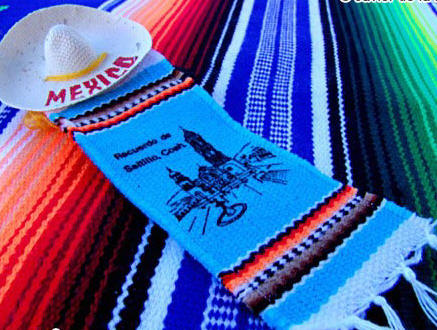 MEXICO
Recuerdo de
Saltillo, Coah.